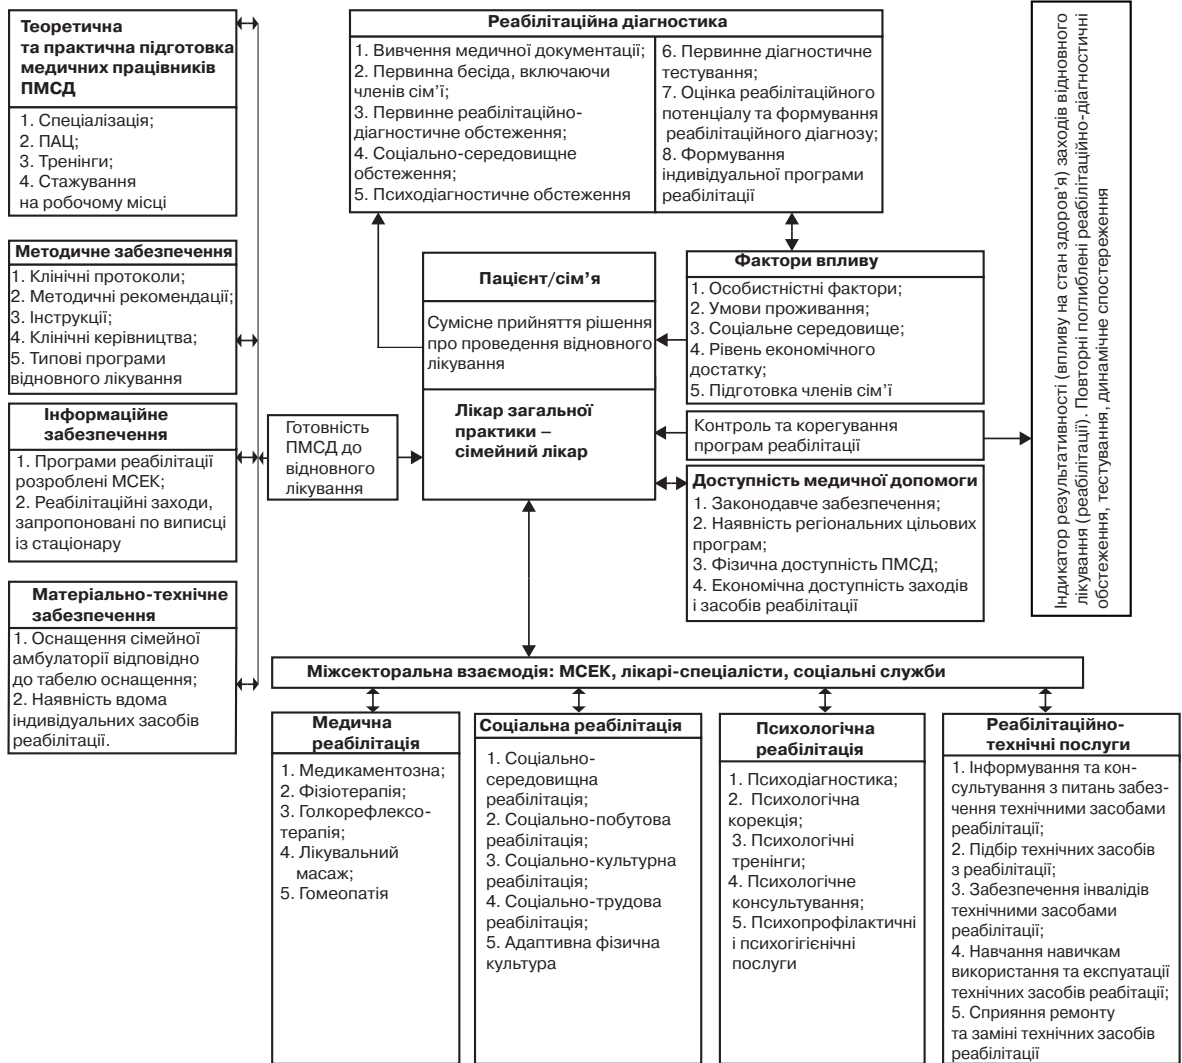 Теоретична
та практична підготовка
медичних працівників
ПМСД
1. Спеціалізація;
2. ПАЦ;
3. Тренінги;
4. Стажування
на робочому місці
Методичне забезпечення
1. Клінічні протоколи;
2. Методичні рекомендації;
3. Інструкції;
4. Клінічні керівництва;
5. Типові програми
відновного лікування
Інформаційне
забезпечення
1. Програми реабілітації
розроблені МСЕК;
2. Реабілітаційні заходи,
запропоновані по виписці
із стаціонару
Матеріально-технічне
забезпечення
1. Оснащення сімейної
амбулаторії відповідно
до табелю оснащення;
2. Наявність вдома
індивідуальних засобів
реабілітації.
Готовність
ПМСД до
відновного
лікування
Реабілітаційна діагностика
1. Вивчення медичної документації;
2. Первинна бесіда, включаючи
членів сім’ї;
3. Первинне реабілітаційно-
діагностичне обстеження;
4. Соціально-середовищне
обстеження;
5. Психодіагностичне обстеження
6. Первинне діагностичне
тестування;
7. Оцінка реабілітаційного
потенціалу та формування
реабілітаційного діагнозу;
8. Формування
індивідуальної програми
реабілітації
Пацієнт/сім’я
Сумісне прийняття рішення
про проведення відновного
лікування
Лікар загальної
практики –
сімейний лікар
Фактори впливу
1. Особистністні фактори;
2. Умови проживання;
3. Соціальне середовище;
4. Рівень економічного
достатку;
5. Підготовка членів сім’ї
Контроль та корегування
програм реабілітації
Доступність медичної допомоги
1. Законодавче забезпечення;
2. Наявність регіональних цільових
програм;
3. Фізична доступність ПМСД;
4. Економічна доступність заходів
і засобів реабілітації
Індикатор результативності (впливу на стан здоров’я) заходів відновного
лікування (реабілітації). Повторні поглиблені реабілітаційно-діагностичні
обстеження, тестування, динамічне спостереження
Міжсекторальна взаємодія: МСЕК, лікарі-спеціалісти, соціальні служби
Медична
реабілітація
1. Медикаментозна;
2. Фізіотерапія;
3. Голкорефлексо-
терапія;
4. Лікувальний
масаж;
5. Гомеопатія
Соціальна реабілітація
1. Соціально-
середовищна
реабілітація;
2. Соціально-побутова
реабілітація;
3. Соціально-культурна
реабілітація;
4. Соціально-трудова
реабілітація;
5. Адаптивна фізична
культура
Психологічна
реабілітація
1. Психодіагностика;
2. Психологічна
корекція;
3. Психологічні
тренінги;
4. Психологічне
консультування;
5. Психопрофілактичні
і психогігієнічні
послуги
Реабілітаційно-
технічні послуги
1. Інформування та кон-
сультування з питань забез-
чення технічними засобами
реабілітації;
2. Підбір технічних засобів
з реабілітації;
3. Забезпечення інвалідів
технічними засобами
реабілітації;
4. Навчання навичкам
використання та експуатації
технічних засобів реабітації;
5. Сприяння ремонту
та заміні технічних засобів
реабілітації